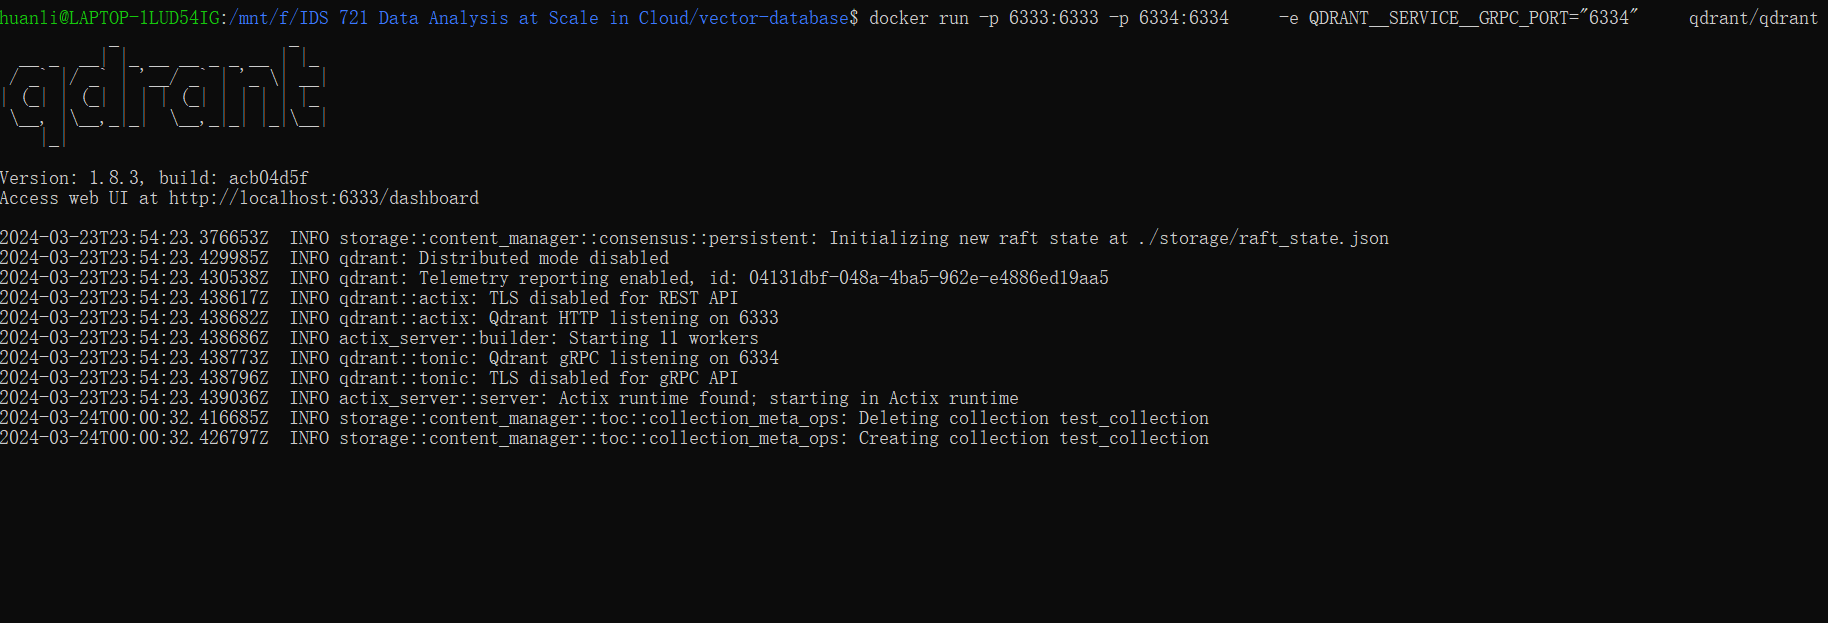 huanli@LAPTOP-1LUD54IG:/mnt/f/IDS 721 Data Analysis at Scale in Cloud/vector-database$ docker run -p 6333:6333 -p 6334:6334     -e QDRANT__SERVICE__GRPC_PORT="6334"     qdrant/qdrant
qdrant
Version: 1.8.3, build: acb04d5f
Access web UI at http://localhost:6333/dashboard
2024-03-23T23:54:23.376653Z  INFO storage::content_manager::consensus::persistent: Initializing new raft state at ./storage/raft_state.json
2024-03-23T23:54:23.429985Z  INFO qdrant: Distributed mode disabled
2024-03-23T23:54:23.430538Z  INFO qdrant: Telemetry reporting enabled, id: 04131dbf-048a-4ba5-962e-e4886ed19aa5
2024-03-23T23:54:23.438617Z  INFO qdrant::actix: TLS disabled for REST API
2024-03-23T23:54:23.438682Z  INFO qdrant::actix: Qdrant HTTP listening on 6333
2024-03-23T23:54:23.438686Z  INFO actix_server::builder: Starting 11 workers
2024-03-23T23:54:23.438773Z  INFO qdrant::tonic: Qdrant gRPC listening on 6334
2024-03-23T23:54:23.438796Z  INFO qdrant::tonic: TLS disabled for gRPC API
2024-03-23T23:54:23.439036Z  INFO actix_server::server: Actix runtime found; starting in Actix runtime
2024-03-24T00:00:32.416685Z  INFO storage::content_manager::toc::collection_meta_ops: Deleting collection test_collection
2024-03-24T00:00:32.426797Z  INFO storage::content_manager::toc::collection_meta_ops: Creating collection test_collection